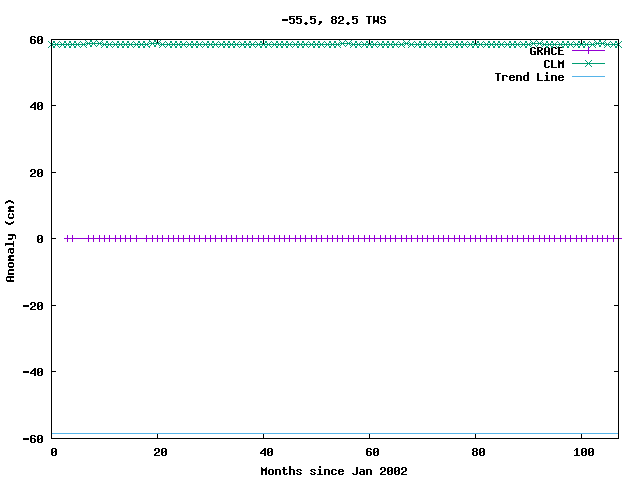 -55.5, 82.5 TWS
60
GRACE
CLM
Trend Line
40
20
0
-20
-40
-60
Anomaly (cm)
0 20 40 60 80 100
Months since Jan 2002